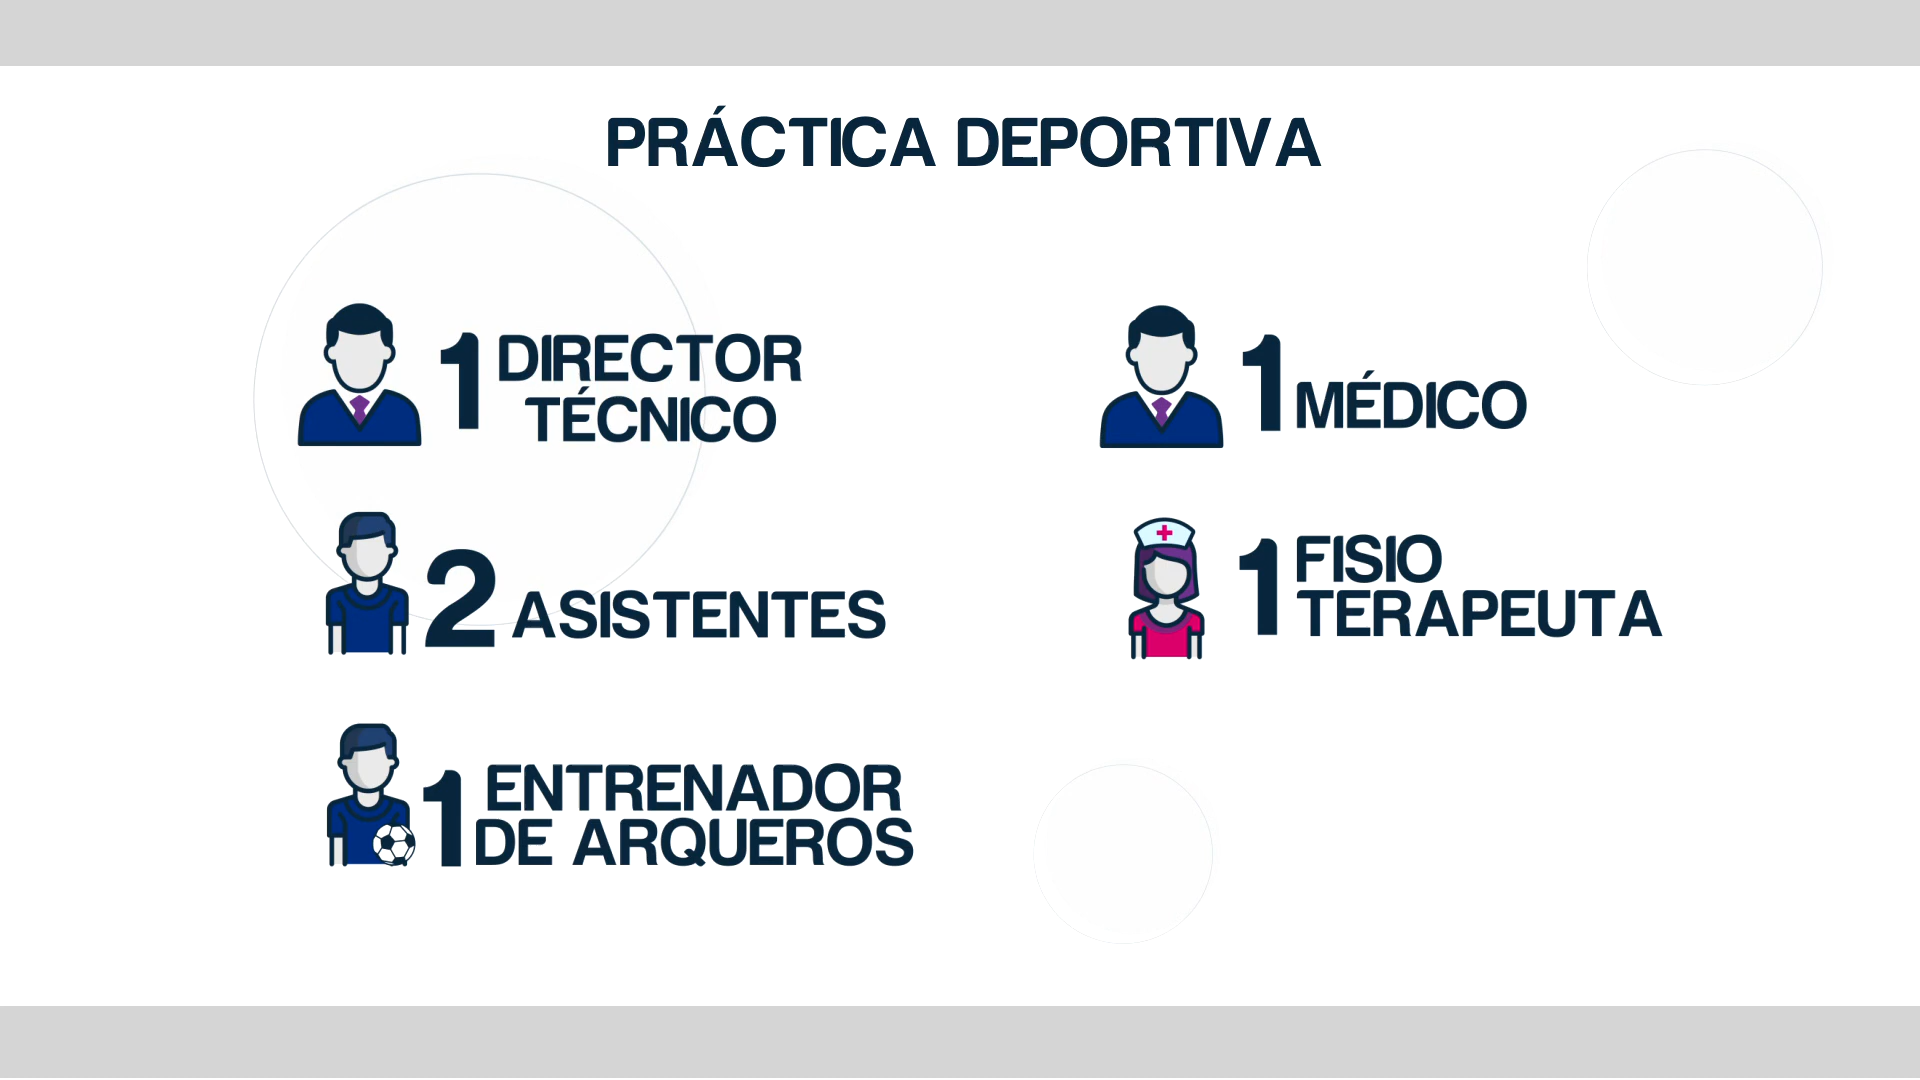 PRÁCTICA DEPORTIVA
1 DIRECTOR
TÉCNICO
2 ASISTENTES
1 ENTRENADOR
DE ARQUEROS
1 MÉDICO
1 FISIO
TERAPEUTA